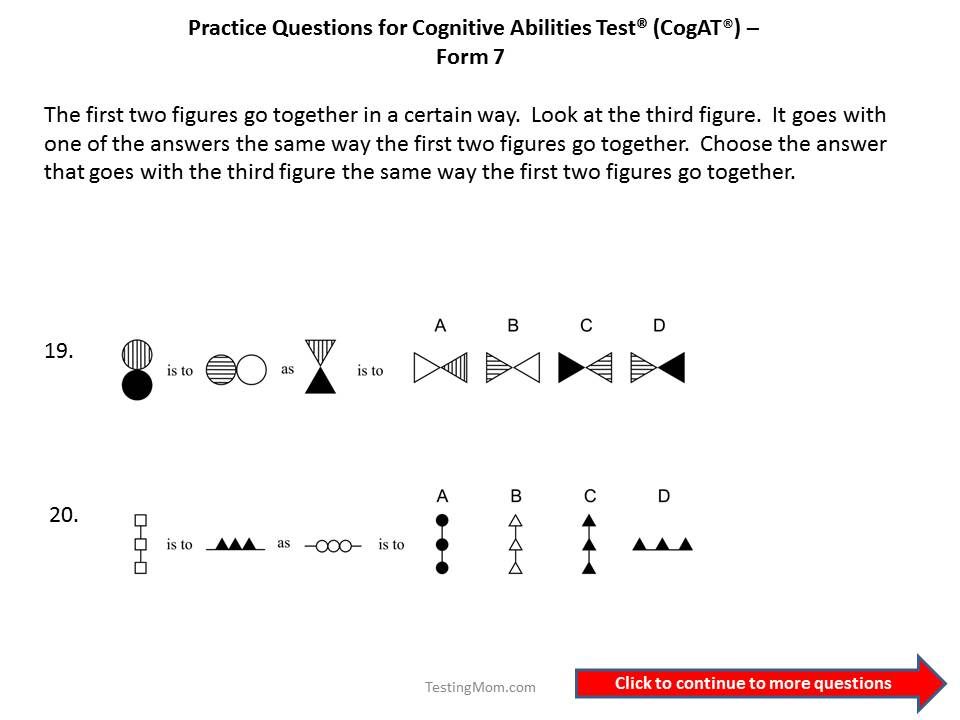 Practice Questions for Cognitive Abilities Test® (CogAT®) –
Form 7
The first two figures go together in a certain way.  Look at the third figure.  It goes with
one of the answers the same way the first two figures go together.  Choose the answer
that goes with the third figure the same way the first two figures go together.
A B C D
19. is to as is to
A B C D
20. is to as is to
TestingMom.com
Click to continue to more questions